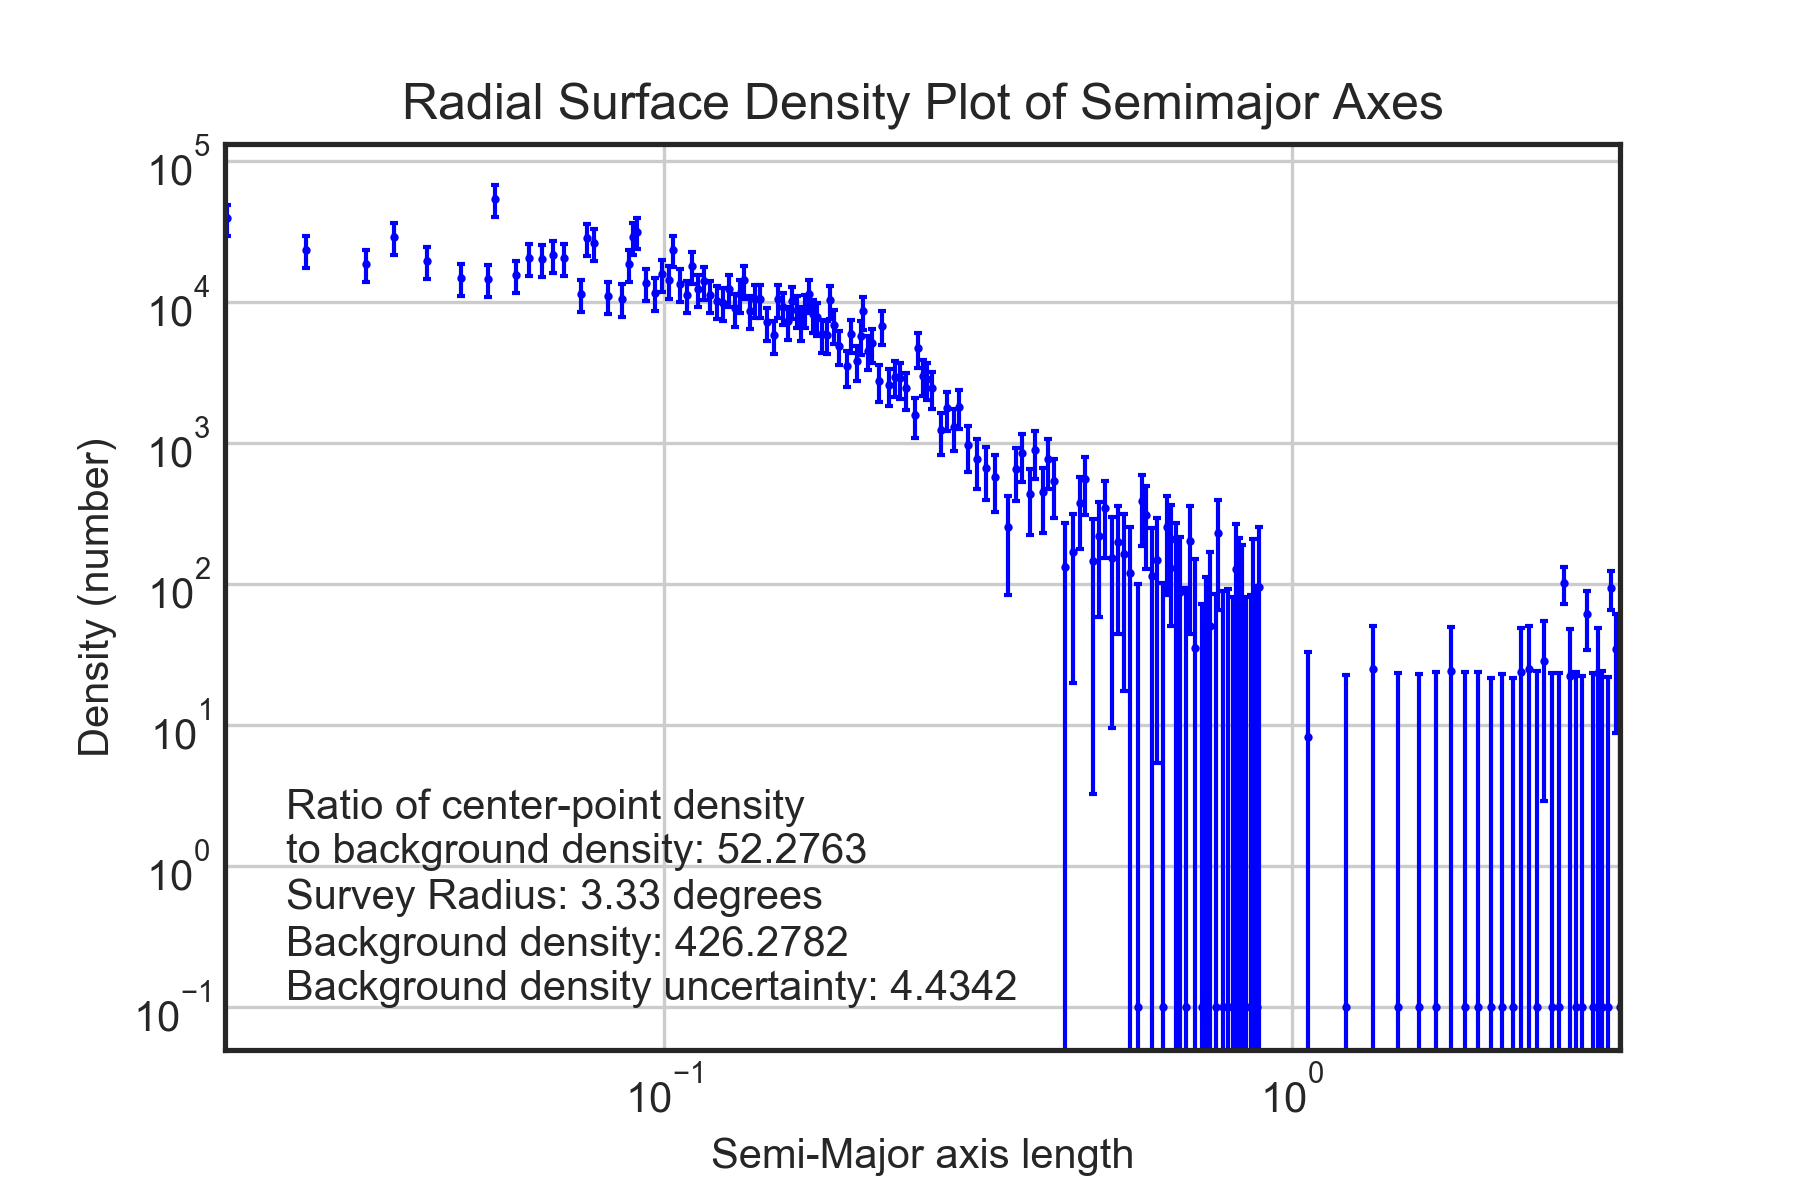 Radial Surface Density Plot of Semimajor Axes
10^5
10^4
10^3
10^2
10^1
10^0
10^−1
Density (number)
Ratio of center-point density
to background density: 52.2763
Survey Radius: 3.33 degrees
Background density: 426.2782
Background density uncertainty: 4.4342
10^−1 10^0
Semi-Major axis length